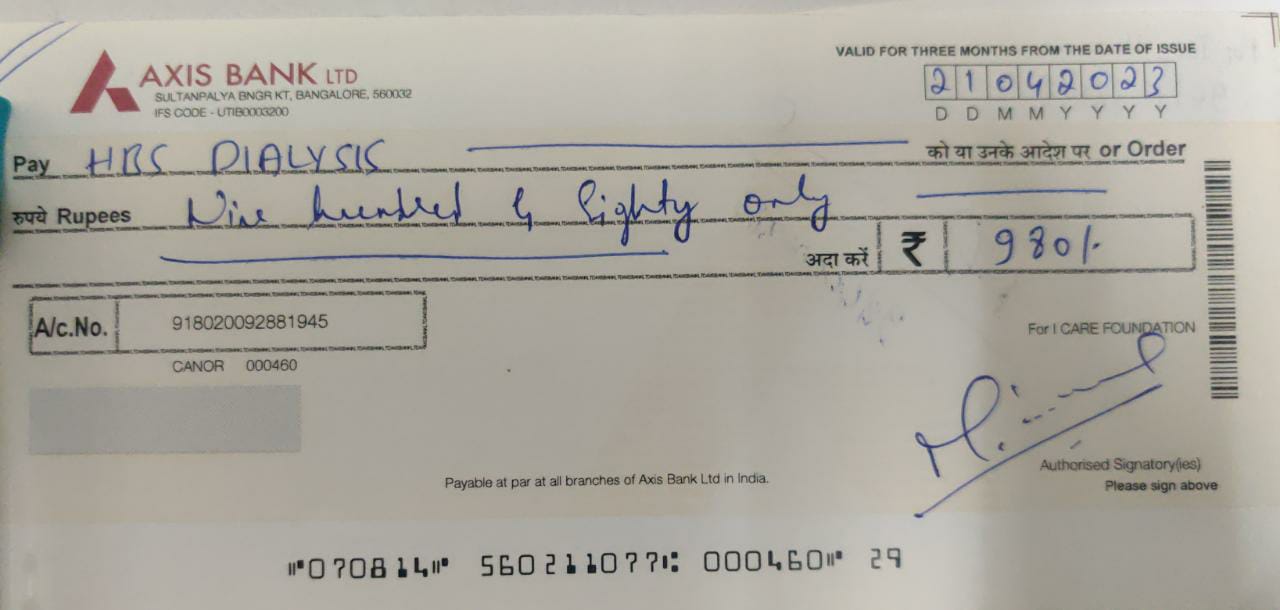 VALID FOR THREE MONTHS FROM THE DATE OF ISSUE
AXIS BANK LTD
SULTANPALYA BNGR KT, BANGALORE, 560032
IFS CODE - UTIB0003200
21042023
D D M M Y Y Y Y
Pay HBS DIALYSIS को या उनके आदेश पर or Order
रुपये Rupees Nine hundred & Eighty only
अदा करें ₹ 980/-
A/c.No. 918020092881945
CANOR 000460
For I CARE FOUNDATION
Authorised Signatory(ies)
Payable at par at all branches of Axis Bank Ltd in India.
Please sign above
⑈070814⑈ 560211077⑆ 000460⑈ 29